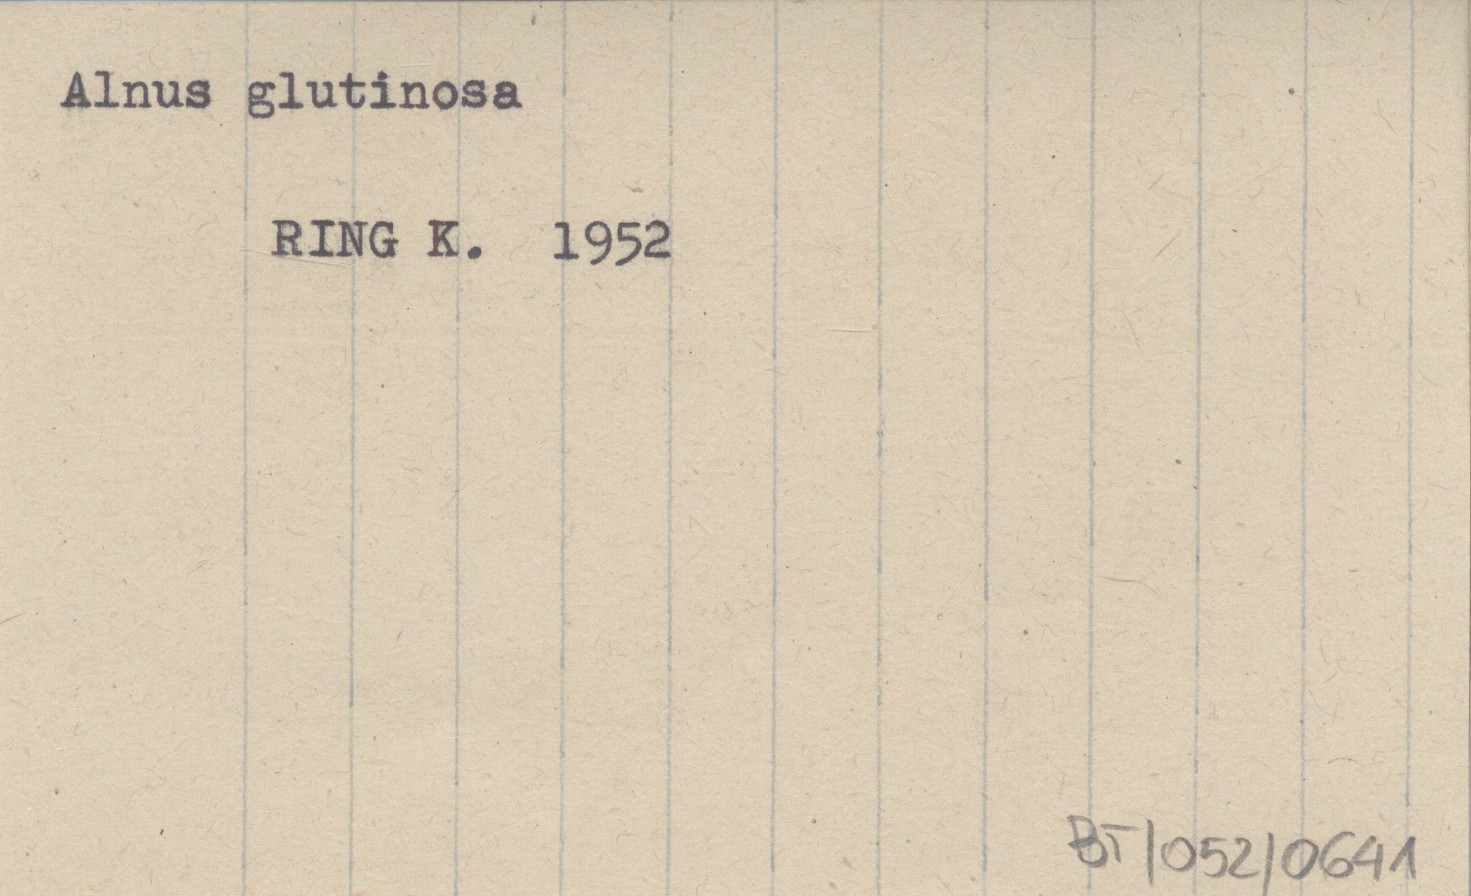 Alnus glutinosa
RING K. 1952
BT/052/0641